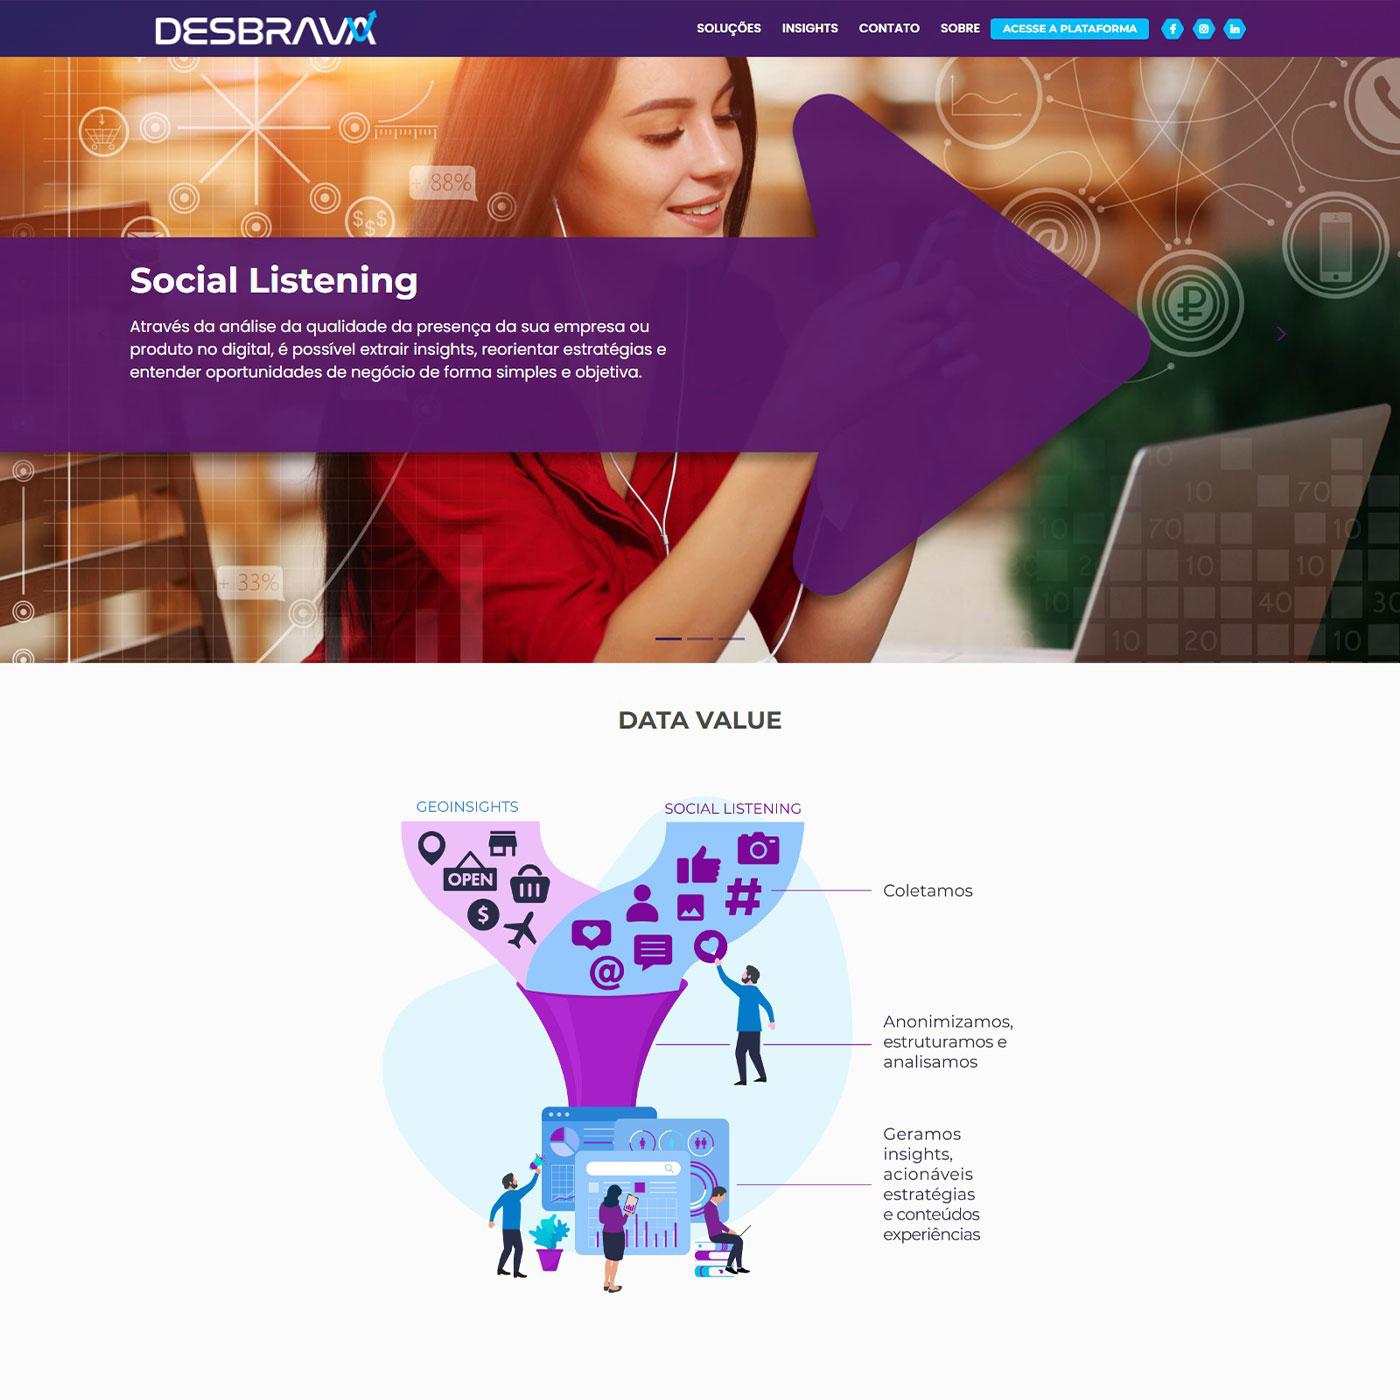 DESBRAVA
SOLUÇÕES INSIGHTS CONTATO SOBRE ACESSE A PLATAFORMA
+ 88%
$ $ $
@
Social Listening
Através da análise da qualidade da presença da sua empresa ou
produto no digital, é possível extrair insights, reorientar estratégias e
entender oportunidades de negócio de forma simples e objetiva.
10
10 70
10 70 10
10 10
+ 33%
10 40 30
10 20 10
DATA VALUE
GEOINSIGHTS
SOCIAL LISTENING
OPEN
$
#
@
Coletamos
Anonimizamos,
estruturamos e
analisamos
Geramos
insights,
acionáveis
estratégias
e conteúdos
experiências